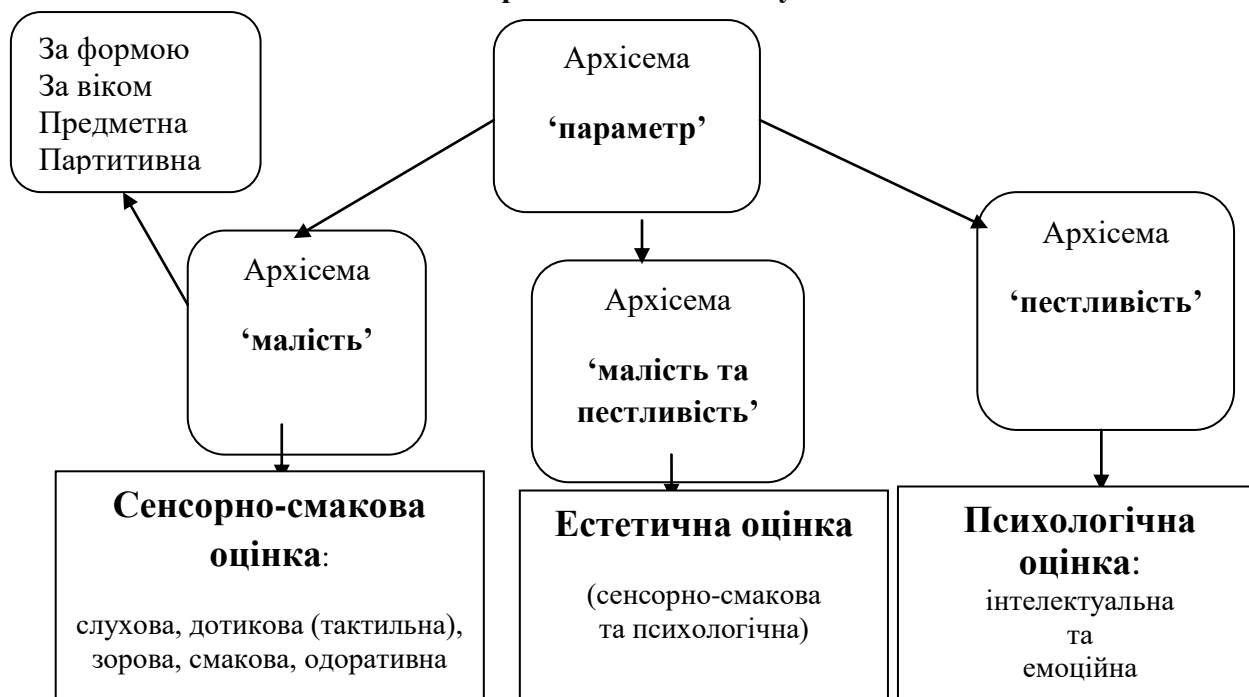 За формою
За віком
Предметна
Партитивна
Архісема
‘параметр’
Архісема
‘малість’
Архісема
‘малість та
пестливість’
Архісема
‘пестливість’
Сенсорно-смакова
оцінка:
слухова, дотикова (тактильна),
зорова, смакова, одоративна
Естетична оцінка
(сенсорно-смакова
та психологічна)
Психологічна
оцінка:
інтелектуальна
та
емоційна